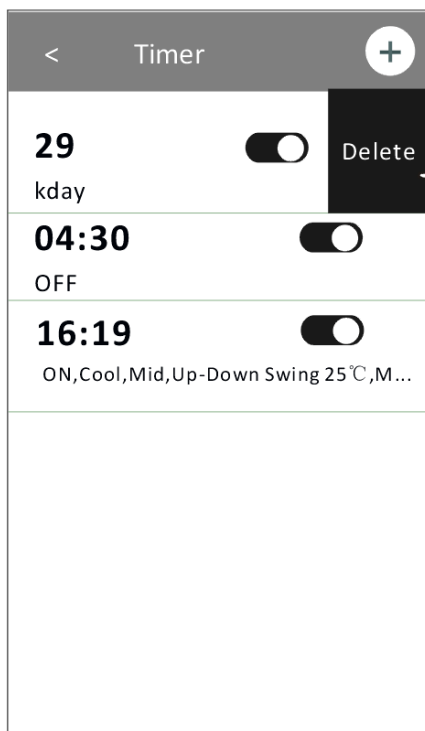 < Timer +
29 Delete
kday
04:30
OFF
16:19
ON,Cool,Mid,Up-Down Swing 25℃,M...